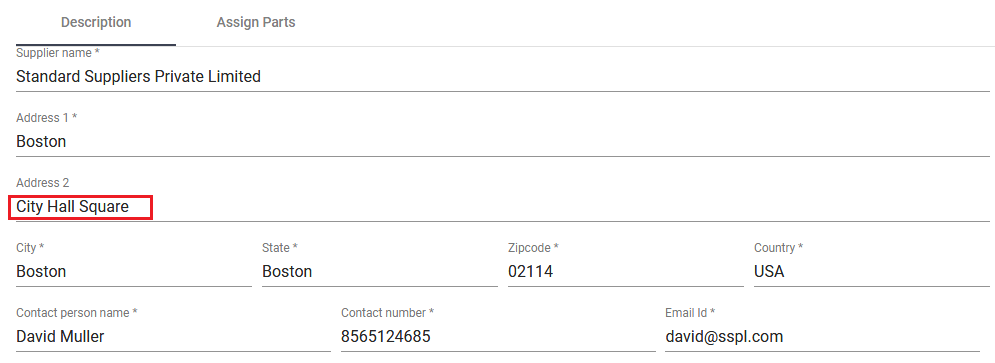 Description Assign Parts
Supplier name *
Standard Suppliers Private Limited
Address 1 *
Boston
Address 2
City Hall Square
City * State * Zipcode * Country *
Boston Boston 02114 USA
Contact person name * Contact number * Email Id *
David Muller 8565124685 david@sspl.com